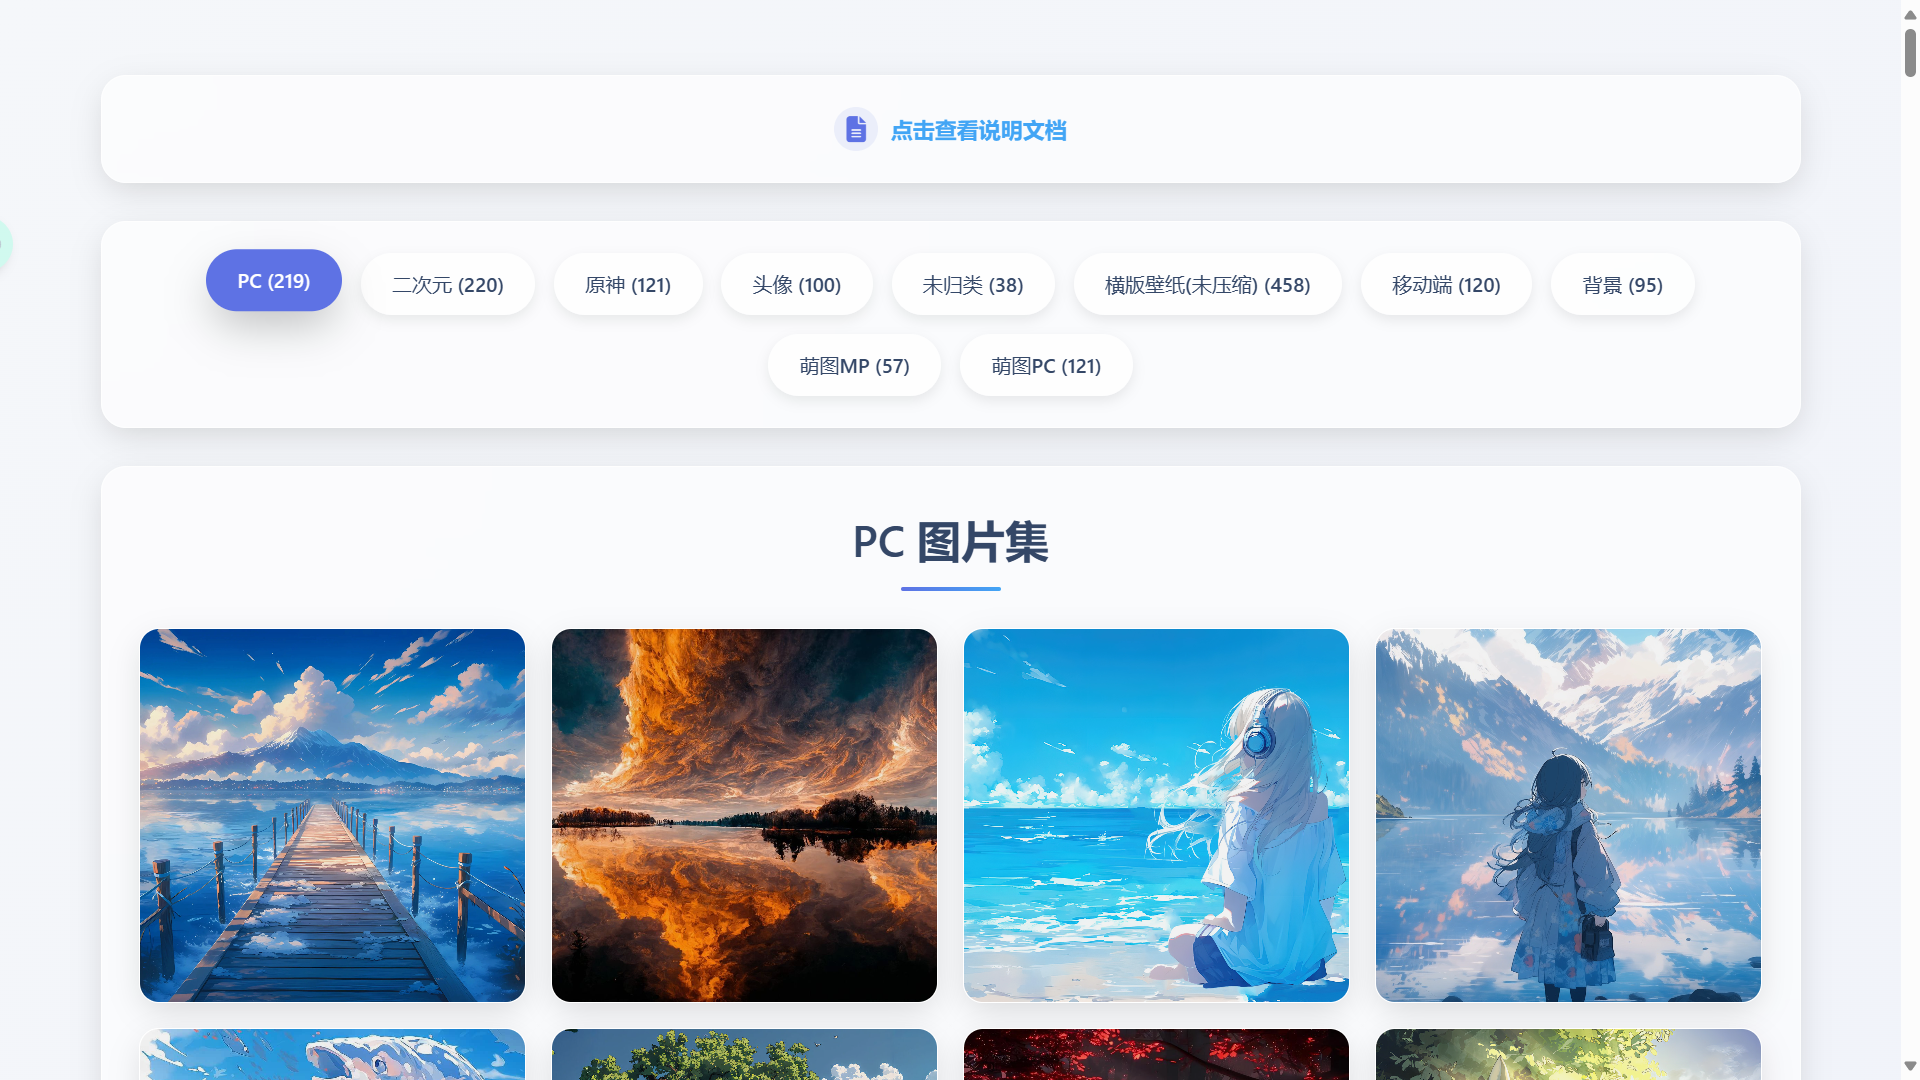 点击查看说明文档
PC (219) 二次元 (220) 原神 (121) 头像 (100) 未归类 (38) 横版壁纸(未压缩) (458) 移动端 (120) 背景 (95)
萌图MP (57) 萌图PC (121)
PC 图片集